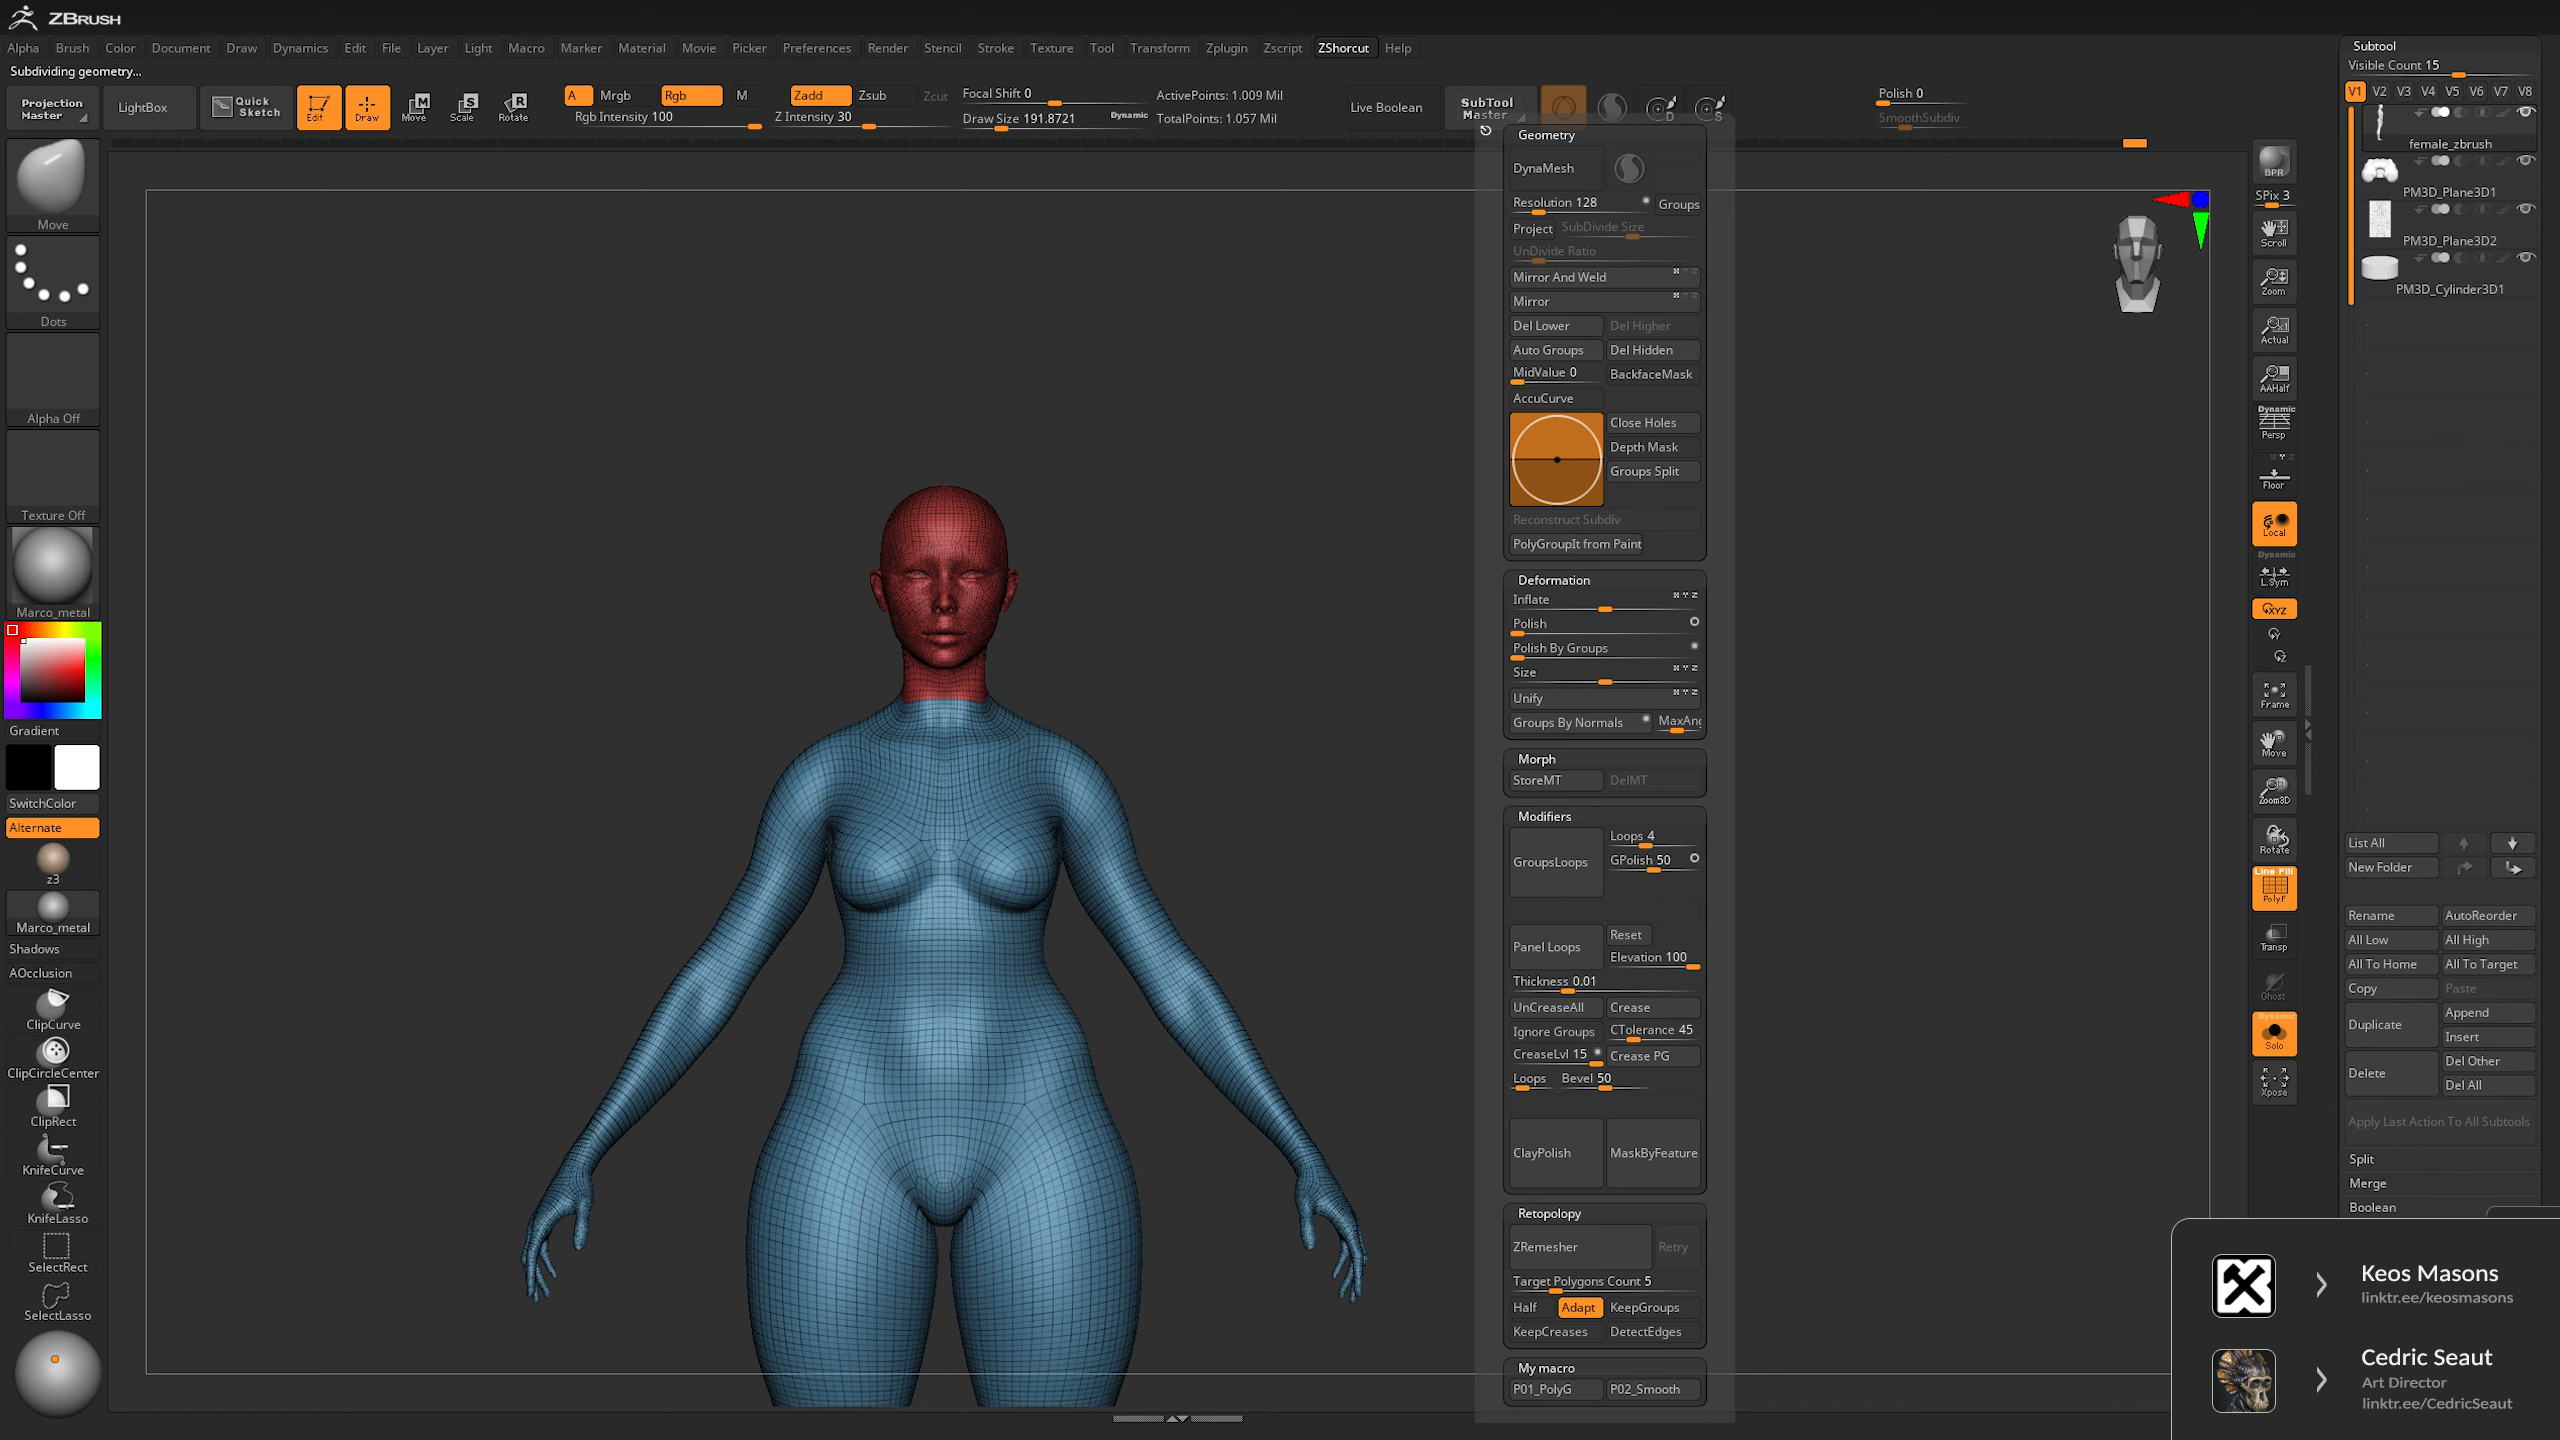 ZBRUSH
Alpha Brush Color Document Draw Dynamics Edit File Layer Light Macro Marker Material Movie Picker Preferences Render Stencil Stroke Texture Tool Transform Zplugin Zscript ZShorcut Help
Subdividing geometry...
Projection Master
LightBox
Quick Sketch
Edit
Draw
Move
Scale
Rotate
A Mrgb Rgb M
Rgb Intensity 100
Zadd Zsub Zcut
Z Intensity 30
Focal Shift 0
Draw Size 191.8721
Dynamic
ActivePoints: 1.009 Mil
TotalPoints: 1.057 Mil
Live Boolean
SubTool Master
Polish 0
SmoothSubdiv
Move
Dots
Alpha Off
Texture Off
Marco_metal
Gradient
SwitchColor
Alternate
z3
Marco_metal
Shadows
AOcclusion
ClipCurve
ClipCircleCenter
ClipRect
KnifeCurve
KnifeLasso
SelectRect
SelectLasso
Geometry
DynaMesh
Resolution 128
Groups
Project
SubDivide Size
UnDivide Ratio
Mirror And Weld
Mirror
Del Lower
Del Higher
Auto Groups
Del Hidden
MidValue 0
BackfaceMask
AccuCurve
Close Holes
Depth Mask
Groups Split
Reconstruct Subdiv
PolyGroupIt from Paint
Deformation
Inflate
Polish
Polish By Groups
Size
Unify
Groups By Normals
MaxAng
Morph
StoreMT
DelMT
Modifiers
GroupsLoops
Loops 4
GPolish 50
Panel Loops
Reset
Elevation 100
Thickness 0.01
UnCreaseAll
Crease
Ignore Groups
CTolerance 45
CreaseLvl 15
Crease PG
Loops
Bevel 50
ClayPolish
MaskByFeature
Retopology
ZRemesher
Retry
Target Polygons Count 5
Half
Adapt
KeepGroups
KeepCreases
DetectEdges
My macro
P01_PolyG
P02_Smooth
BPR
SPix 3
Scroll
Zoom
Actual
AAHalf
Dynamic
Persp
Floor
Local
Dynamic
L.Sym
XYZ
Frame
Move
Zoom3D
Rotate
Line Fill
PolyF
Transp
Ghost
Dynamic
Solo
Xpose
Subtool
Visible Count 15
V1 V2 V3 V4 V5 V6 V7 V8
female_zbrush
PM3D_Plane3D1
PM3D_Plane3D2
PM3D_Cylinder3D1
List All
New Folder
Rename
AutoReorder
All Low
All High
All To Home
All To Target
Copy
Paste
Duplicate
Append
Insert
Delete
Del Other
Del All
Apply Last Action To All Subtools
Split
Merge
Boolean
Keos Masons
linktr.ee/keosmasons
Cedric Seaut
Art Director
linktr.ee/CedricSeaut